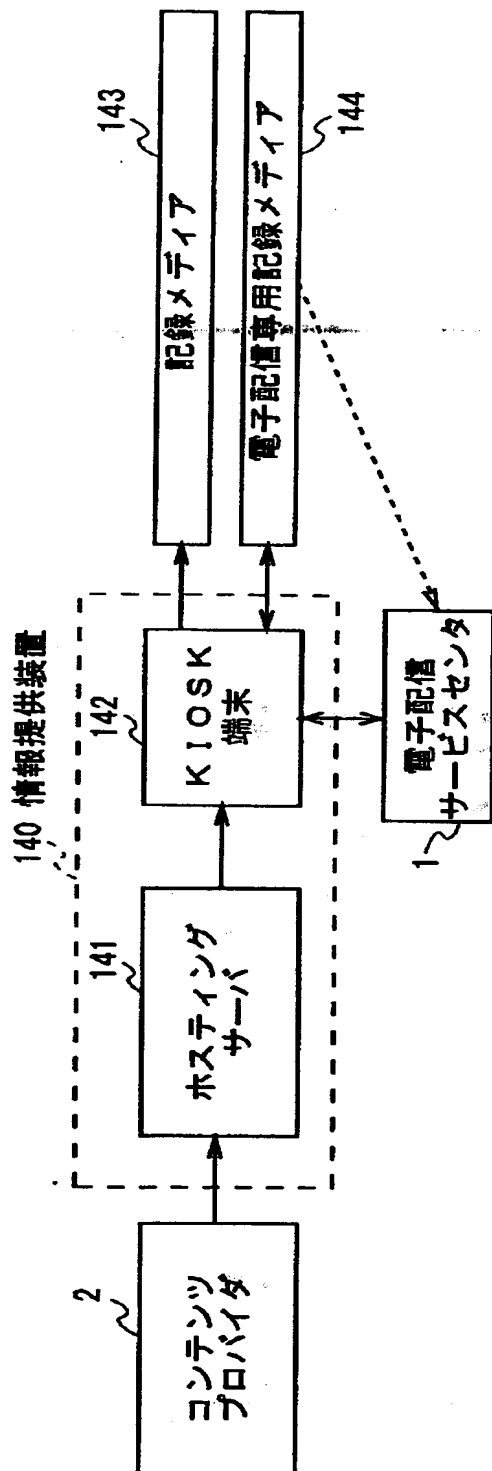 140 情報提供装置
2
コンテンツ
プロバイダ
141
ホスティング
サーバ
142
KIOSK
端末
143
記録メディア
電子配信専用記録メディア
144
電子配信
サービスセンタ
1